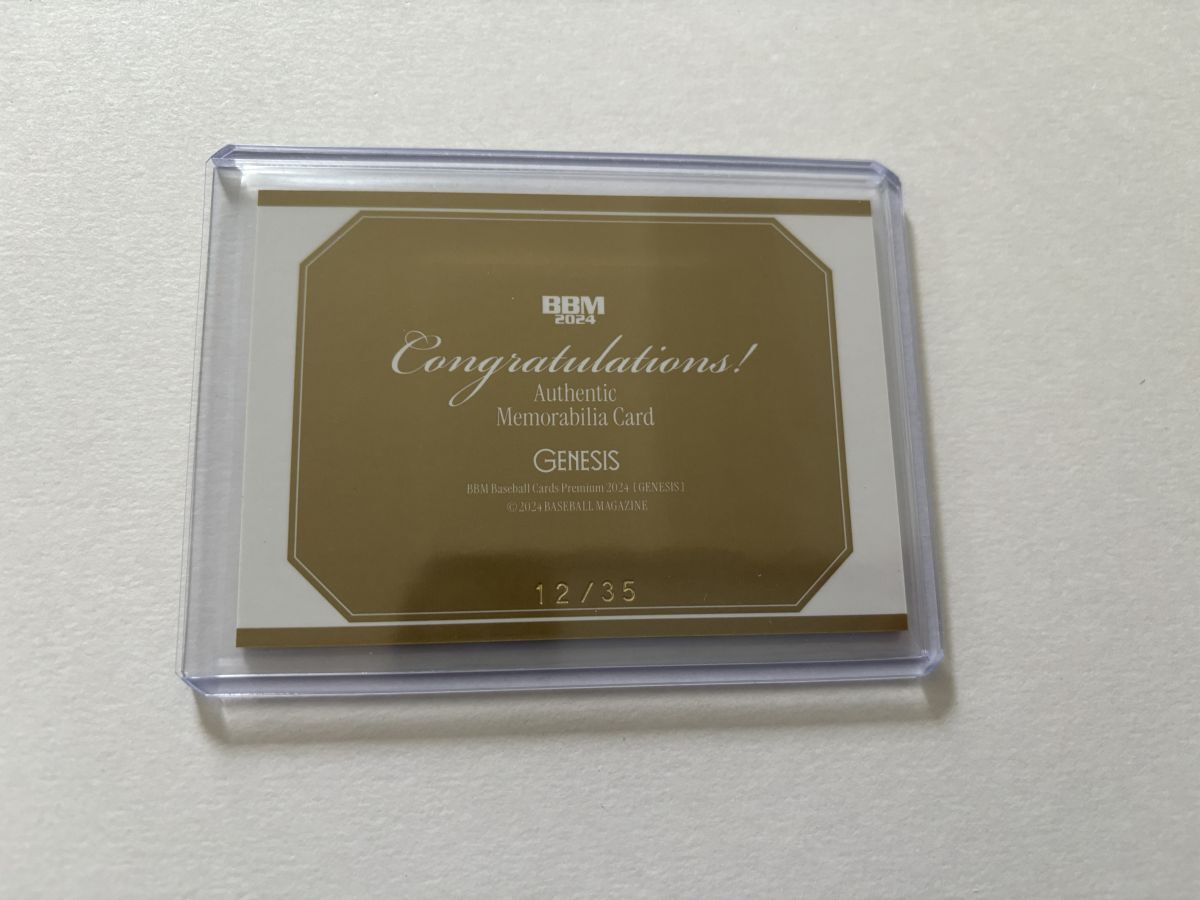 BBM
2024
Congratulations!
Authentic
Memorabilia Card
GENESIS
BBM Baseball Cards Premium 2024 [GENESIS]
© 2024 BASEBALL MAGAZINE
12/35